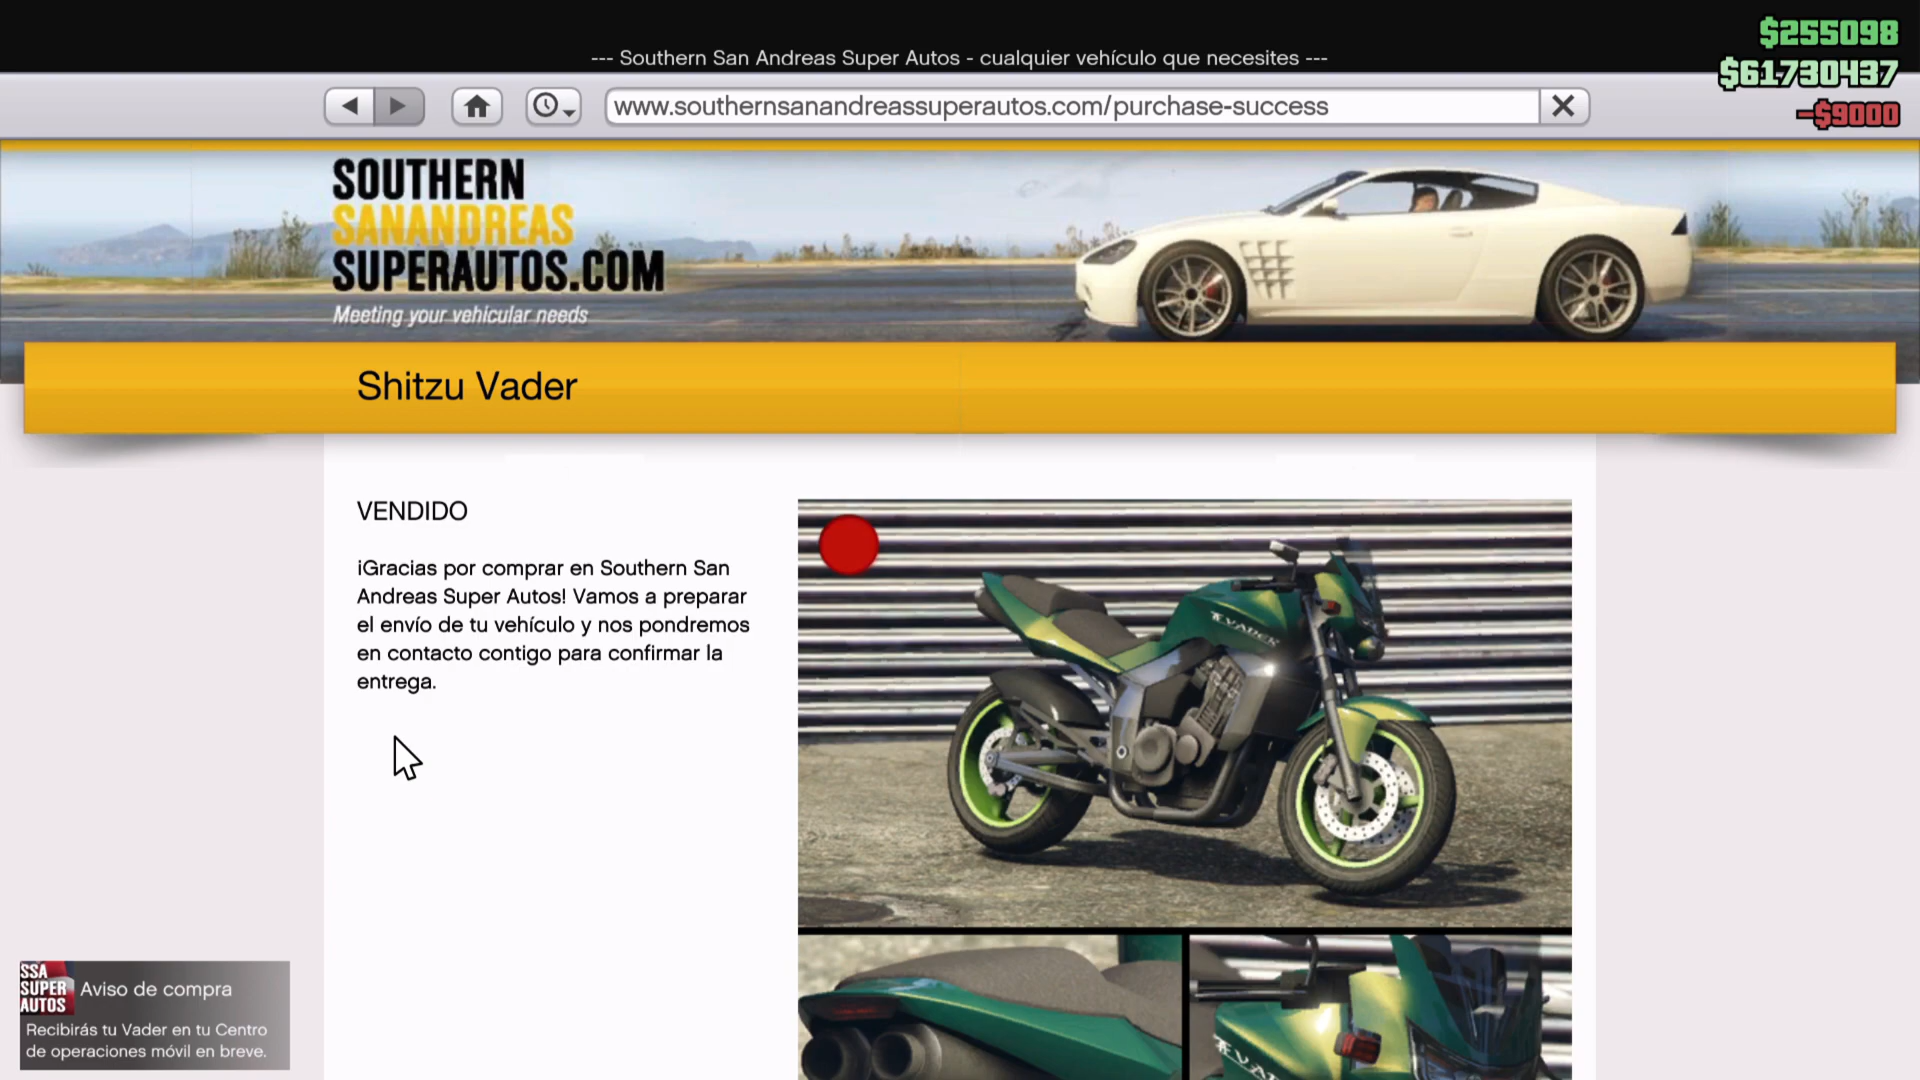 --- Southern San Andreas Super Autos - cualquier vehículo que necesites ---
$255098
$61730437
-$9000
www.southernsanandreassuperautos.com/purchase-success
SOUTHERN
SANANDREAS
SUPERAUTOS.COM
Meeting your vehicular needs
Shitzu Vader
VENDIDO
¡Gracias por comprar en Southern San
Andreas Super Autos! Vamos a preparar
el envío de tu vehículo y nos pondremos
en contacto contigo para confirmar la
entrega.
VADER
SSA
SUPER
AUTOS
Aviso de compra
Recibirás tu Vader en tu Centro
de operaciones móvil en breve.